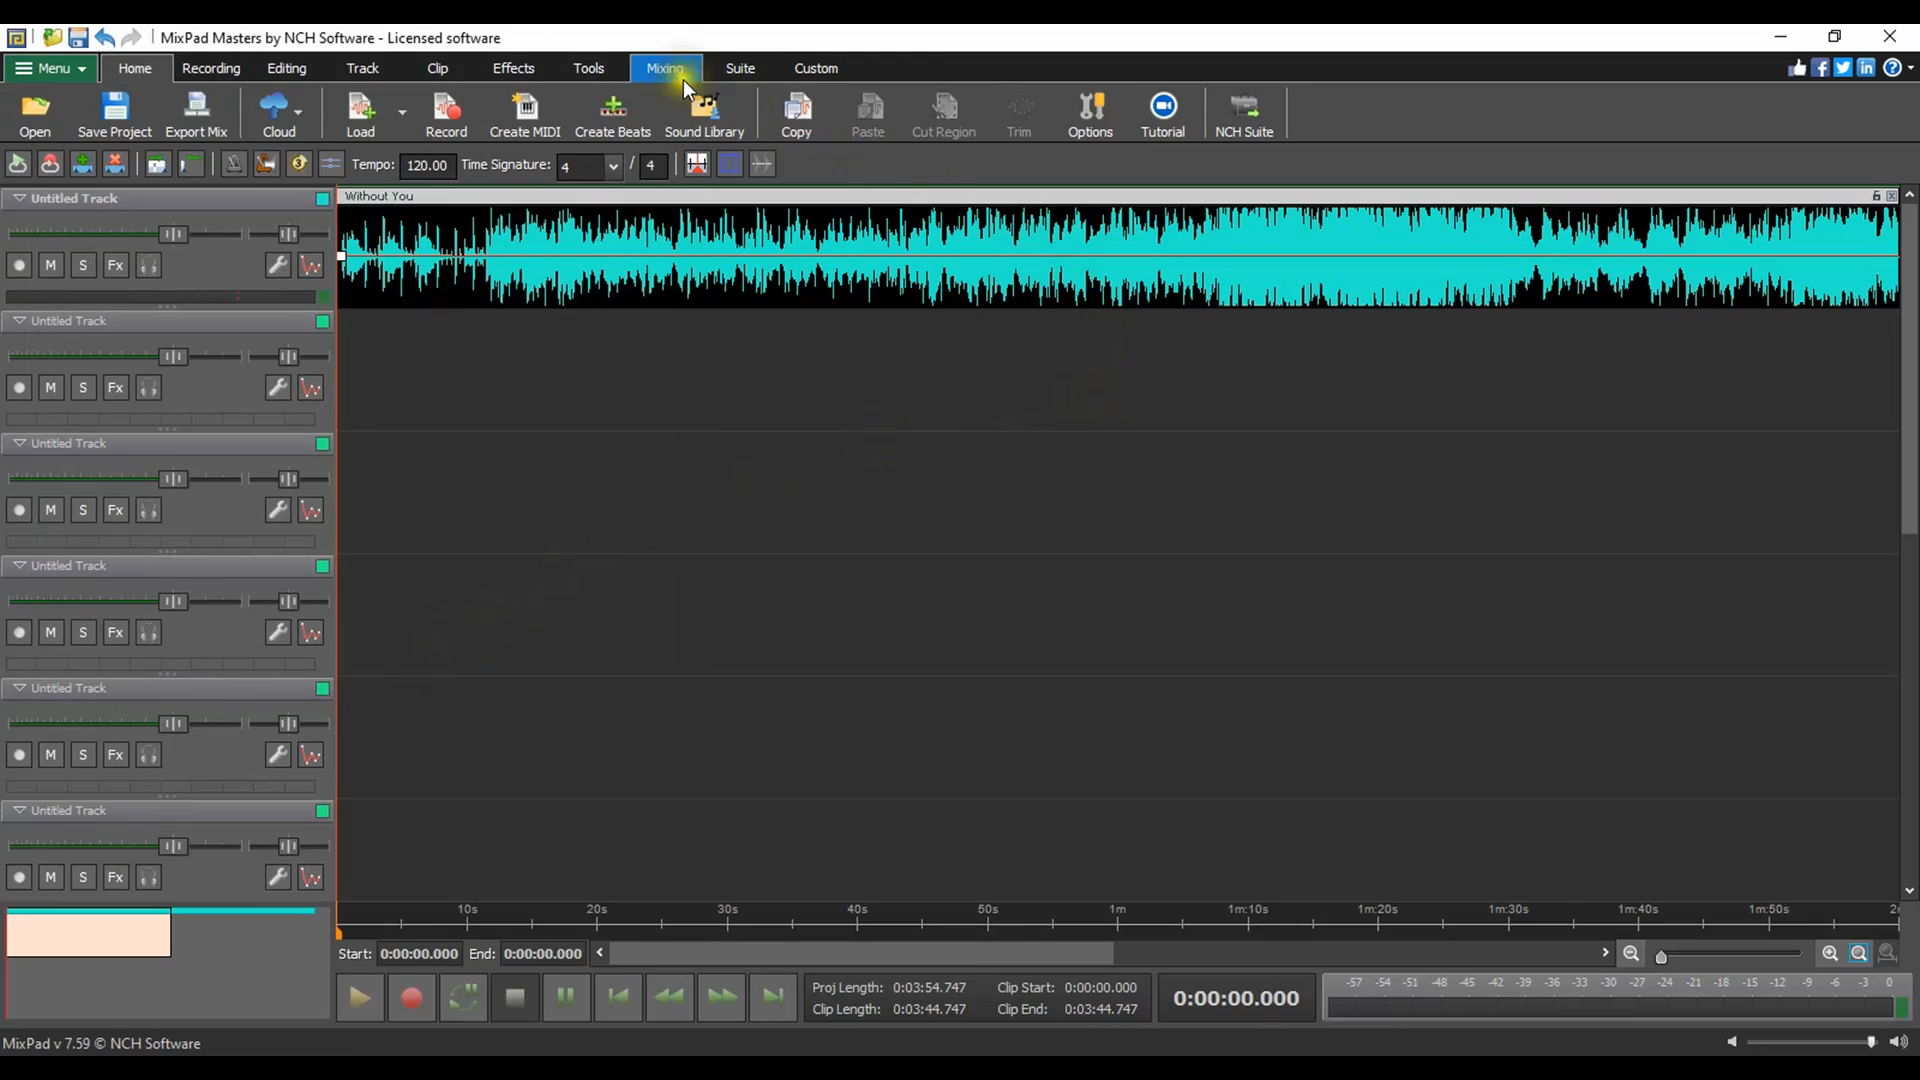 MixPad Masters by NCH Software - Licensed software
Menu Home Recording Editing Track Clip Effects Tools Mixing Suite Custom
Open Save Project Export Mix Cloud Load Record Create MIDI Create Beats Sound Library Copy Paste Cut Region Trim Options Tutorial NCH Suite
Tempo: 120.00 Time Signature: 4 / 4
Untitled Track
Without You
M S Fx
Untitled Track
M S Fx
Untitled Track
M S Fx
Untitled Track
M S Fx
Untitled Track
M S Fx
Untitled Track
M S Fx
10s 20s 30s 40s 50s 1m 1m:10s 1m:20s 1m:30s 1m:40s 1m:50s
Start: 0:00:00.000 End: 0:00:00.000
Proj Length: 0:03:54.747 Clip Start: 0:00:00.000
Clip Length: 0:03:44.747 Clip End: 0:03:44.747
0:00:00.000
-57 -54 -51 -48 -45 -42 -39 -36 -33 -30 -27 -24 -21 -18 -15 -12 -9 -6 -3 0
MixPad v 7.59 © NCH Software